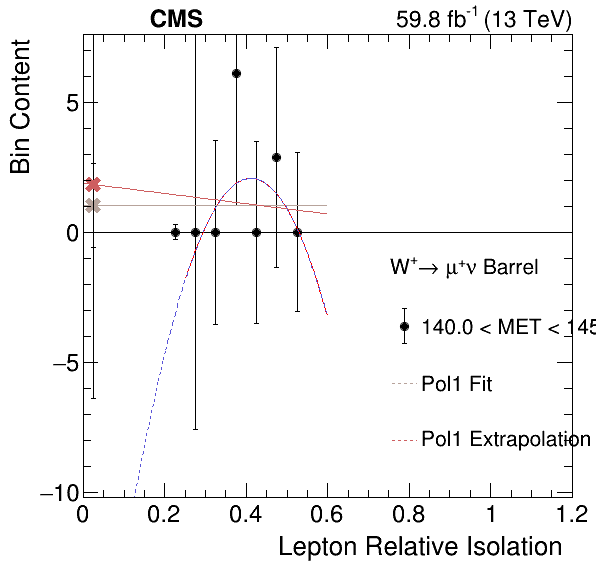 CMS 59.8 fb⁻¹ (13 TeV)
Bin Content
5
0
−5
−10
W⁺→ μ⁺ν Barrel
140.0 < MET < 145
Pol1 Fit
Pol1 Extrapolation
0 0.2 0.4 0.6 0.8 1 1.2
Lepton Relative Isolation